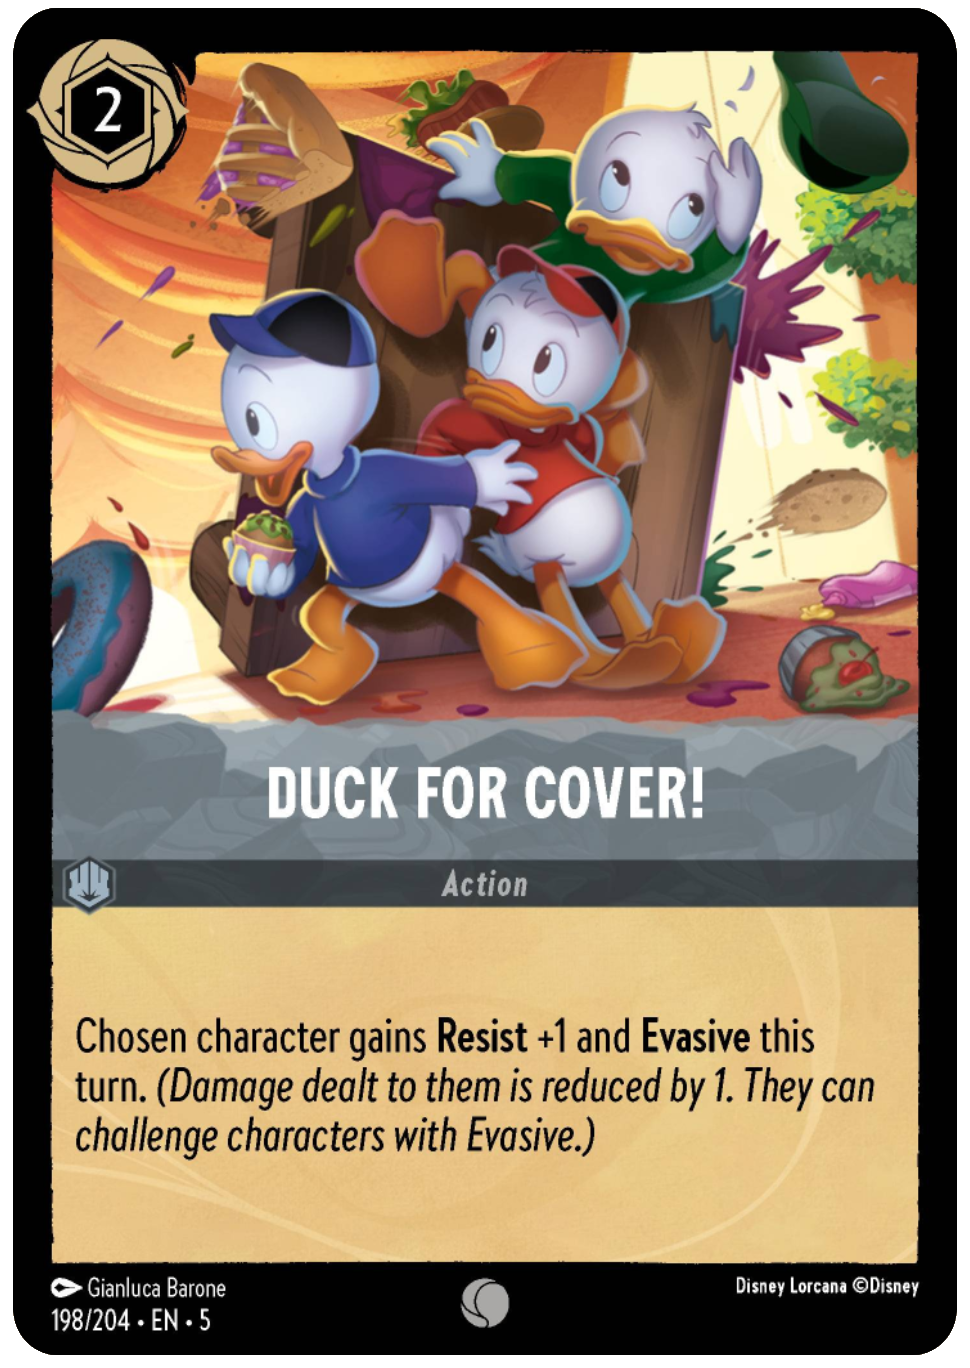 2
DUCK FOR COVER!
Action
Chosen character gains Resist +1 and Evasive this
turn. (Damage dealt to them is reduced by 1. They can
challenge characters with Evasive.)
Gianluca Barone
Disney Lorcana ©Disney
198/204 • EN • 5